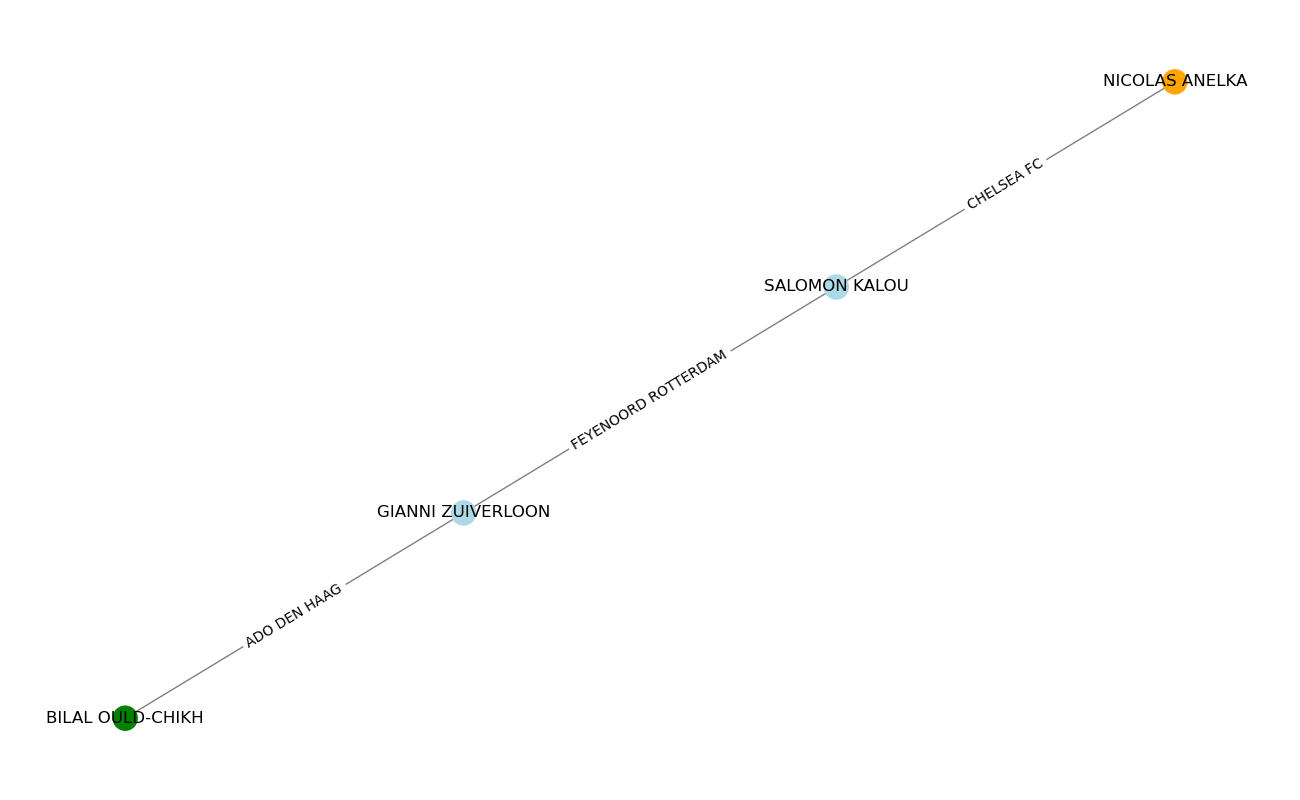 NICOLAS ANELKA
CHELSEA FC
SALOMON KALOU
FEYENOORD ROTTERDAM
GIANNI ZUIVERLOON
ADO DEN HAAG
BILAL OULD-CHIKH